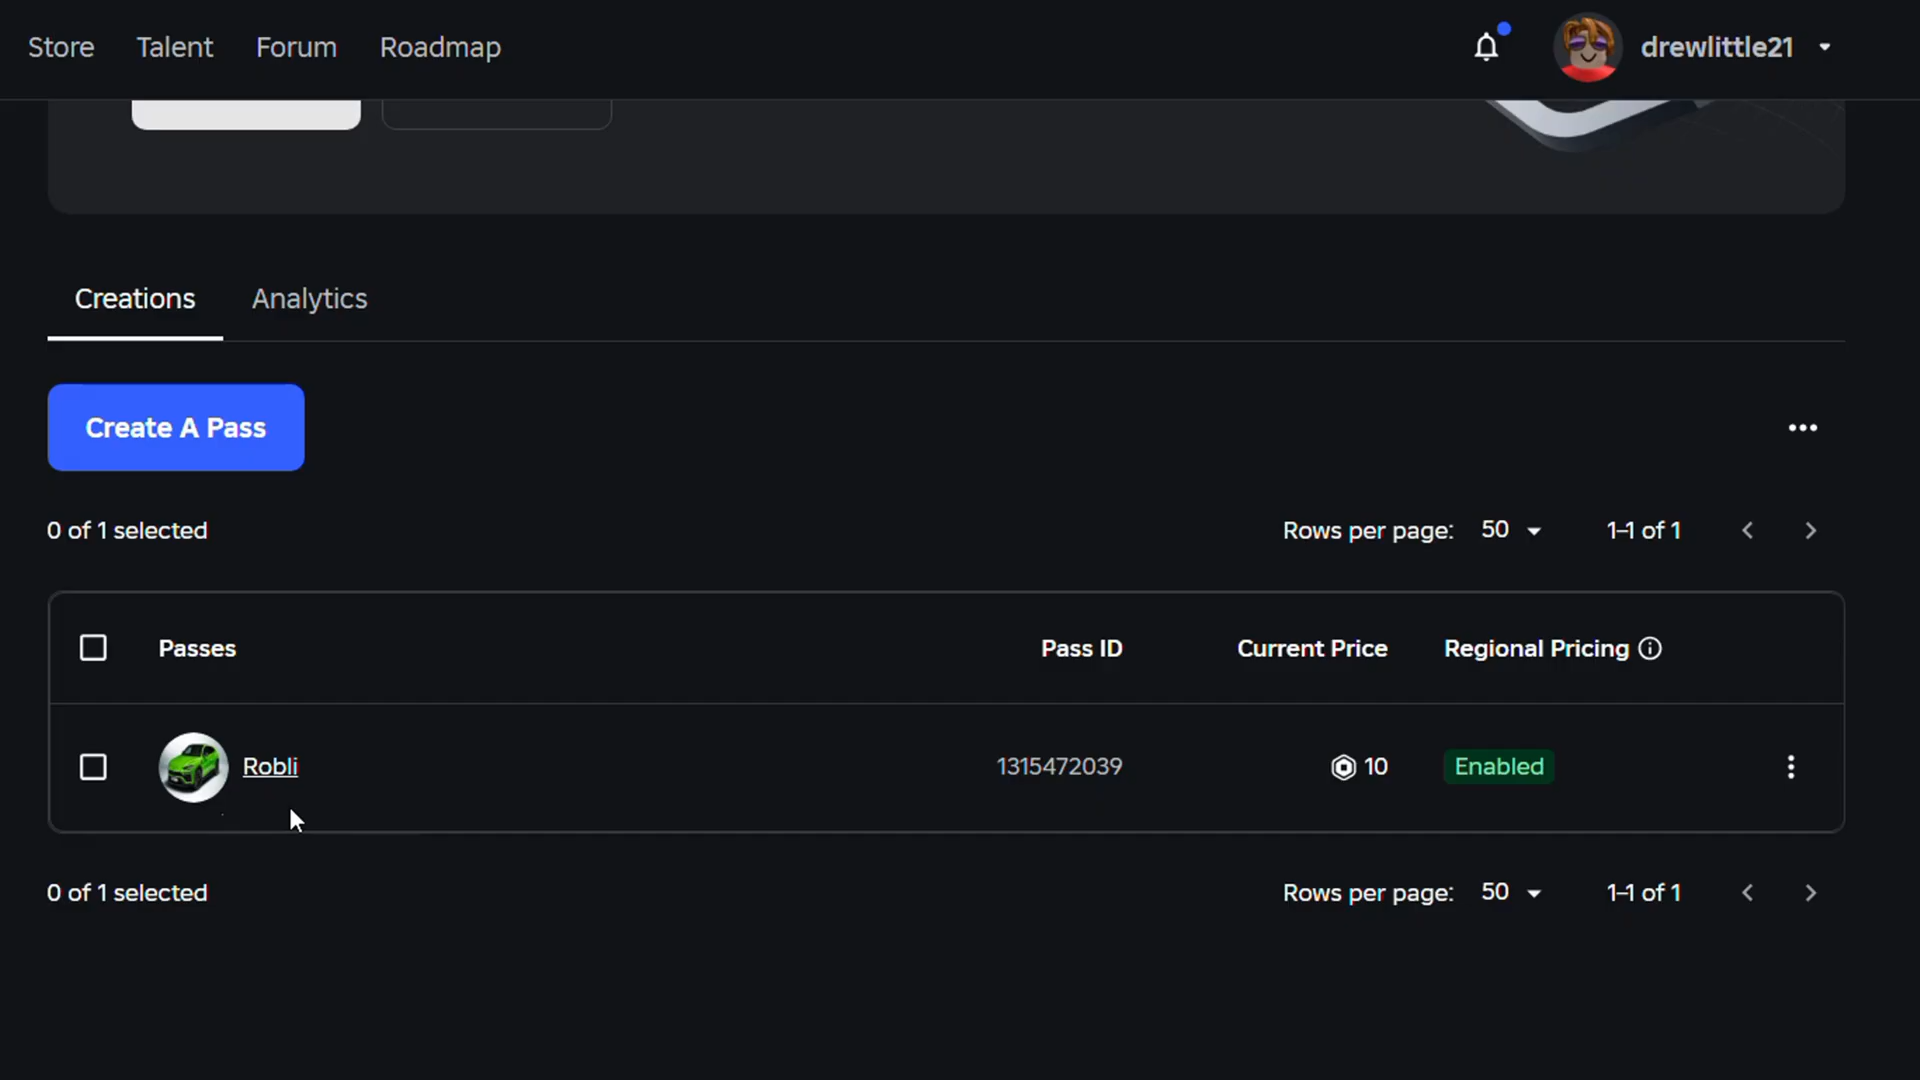 Store Talent Forum Roadmap drewlittle21
Creations Analytics
Create A Pass
0 of 1 selected Rows per page: 50 1-1 of 1
Passes Pass ID Current Price Regional Pricing
Robli 1315472039 10 Enabled
0 of 1 selected Rows per page: 50 1-1 of 1